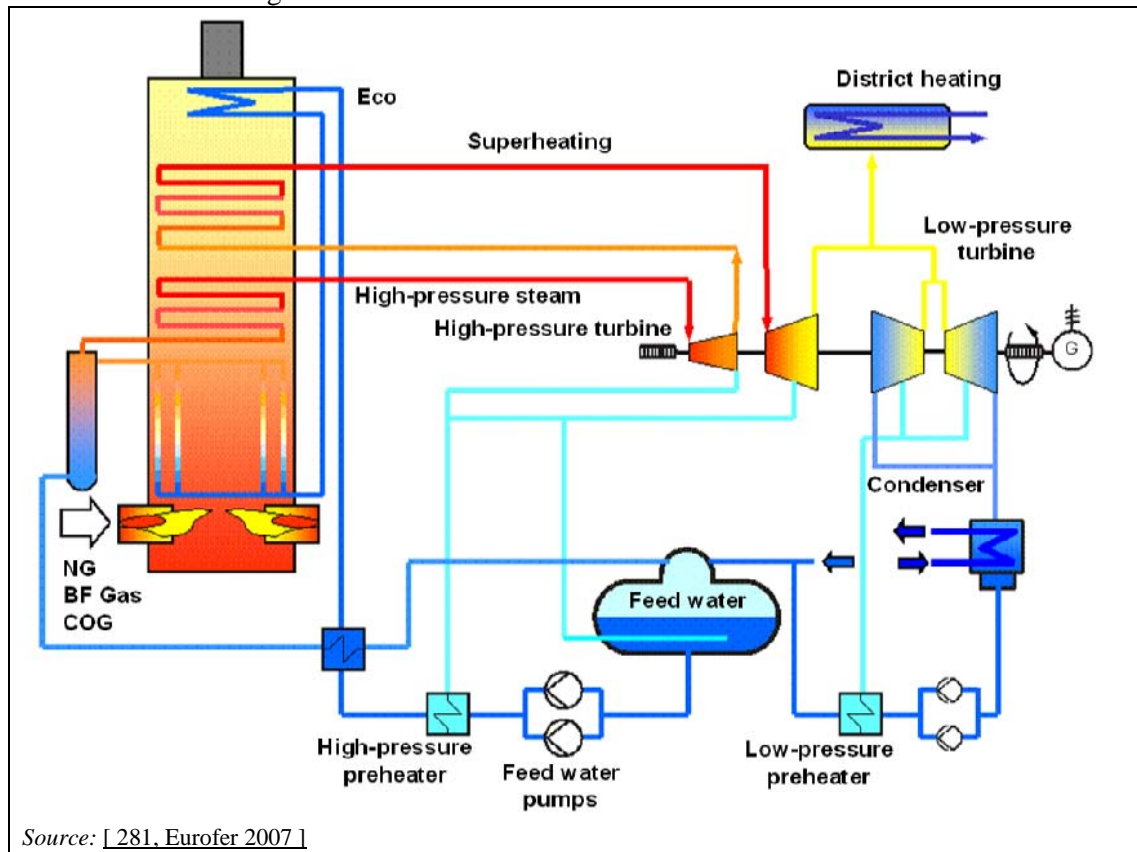 Eco
District heating
Superheating
Low-pressure
turbine
High-pressure steam
High-pressure turbine
G
Condenser
NG
BF Gas
COG
Feed water
High-pressure
preheater
Feed water
pumps
Low-pressure
preheater
Source: [ 281, Eurofer 2007 ]